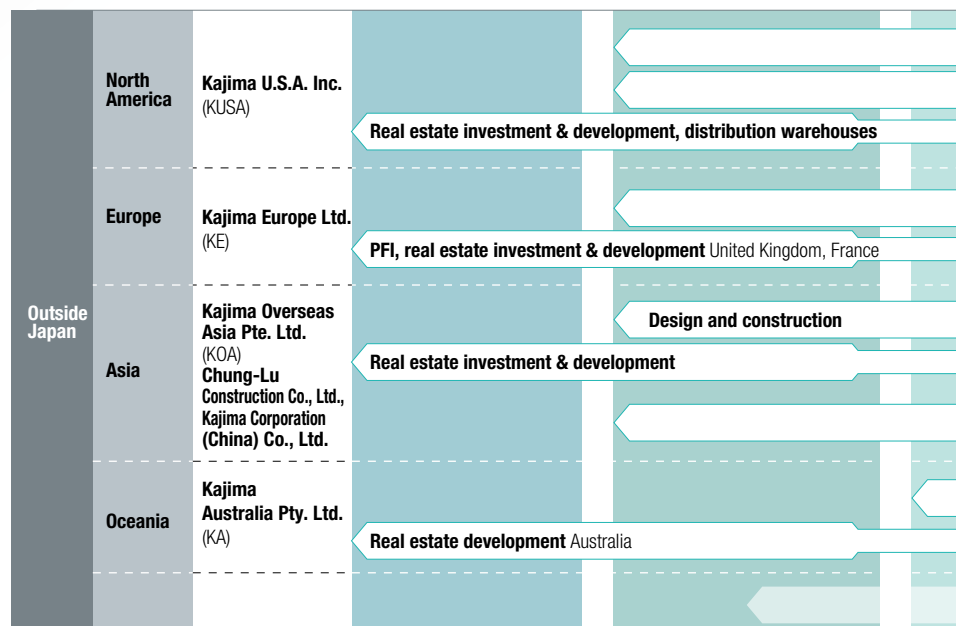 Outside
Japan
North
America
Kajima U.S.A. Inc.
(KUSA)
Real estate investment & development, distribution warehouses
Europe
Kajima Europe Ltd.
(KE)
PFI, real estate investment & development United Kingdom, France
Asia
Kajima Overseas
Asia Pte. Ltd.
(KOA)
Chung-Lu
Construction Co., Ltd.,
Kajima Corporation
(China) Co., Ltd.
Design and construction
Real estate investment & development
Oceania
Kajima
Australia Pty. Ltd.
(KA)
Real estate development Australia